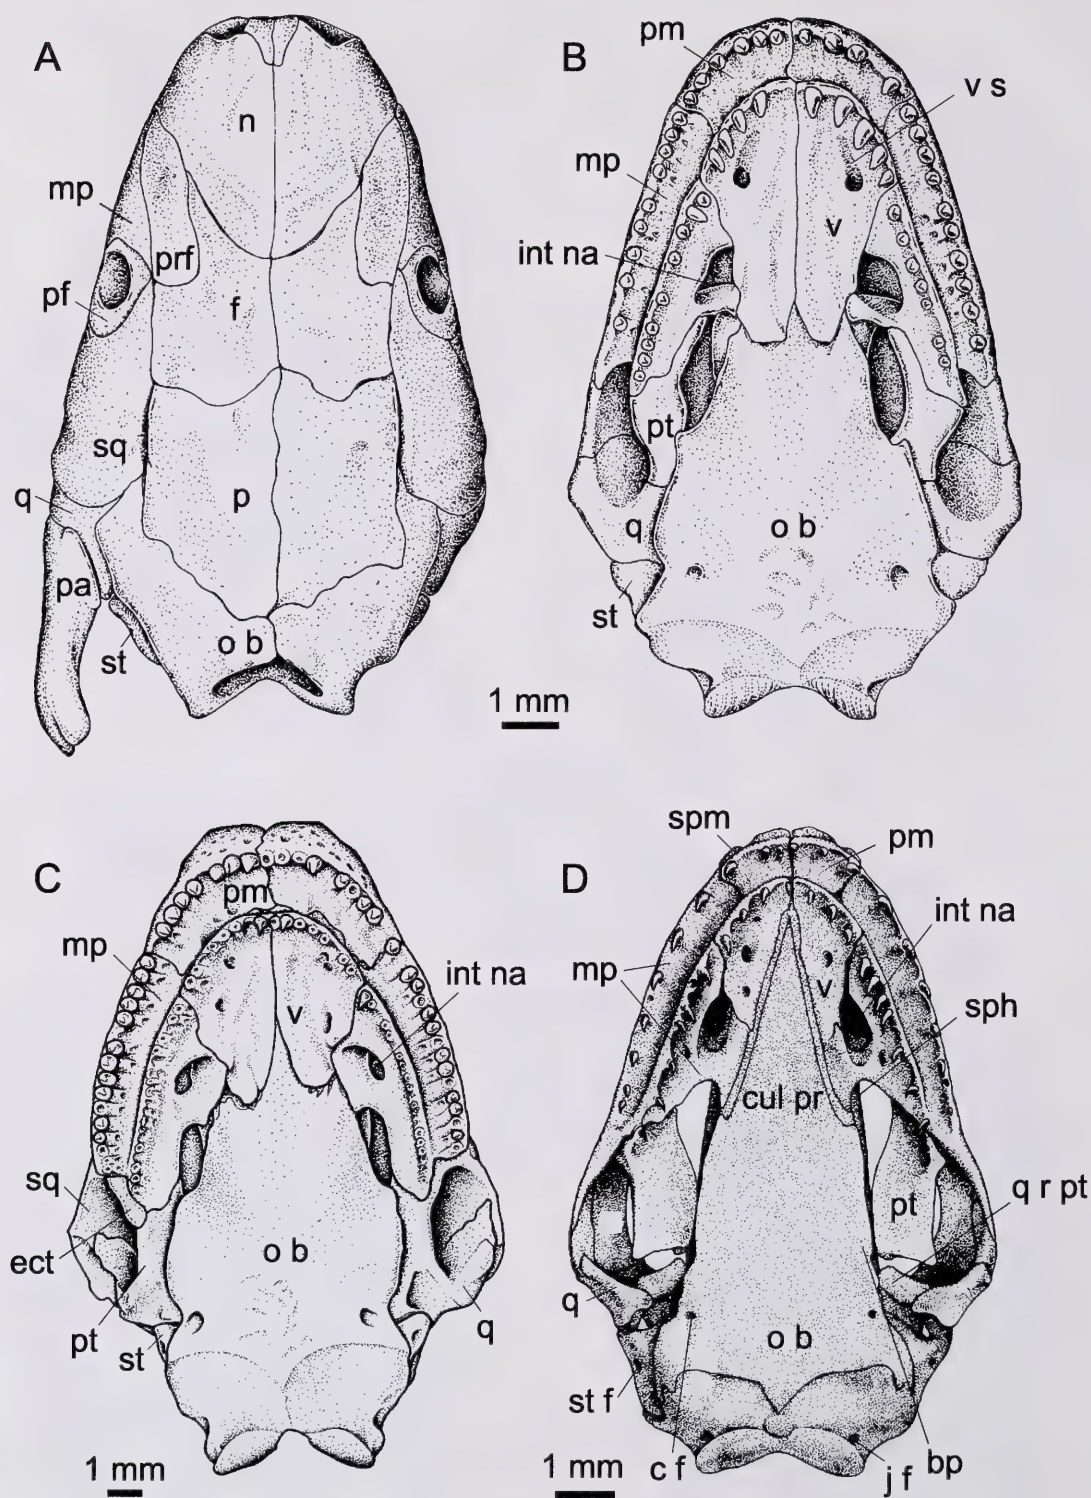 A
n
mp
prf
pf
f
sq
q
p
pa
st
o b
1 mm
B
pm
v s
mp
int na
v
pt
q
o b
st
C
pm
mp
int na
v
sq
ect
o b
pt
st
q
1 mm
D
spm
pm
int na
mp
v
sph
cul pr
q r pt
pt
q
o b
st f
1 mm
c f
j f
bp